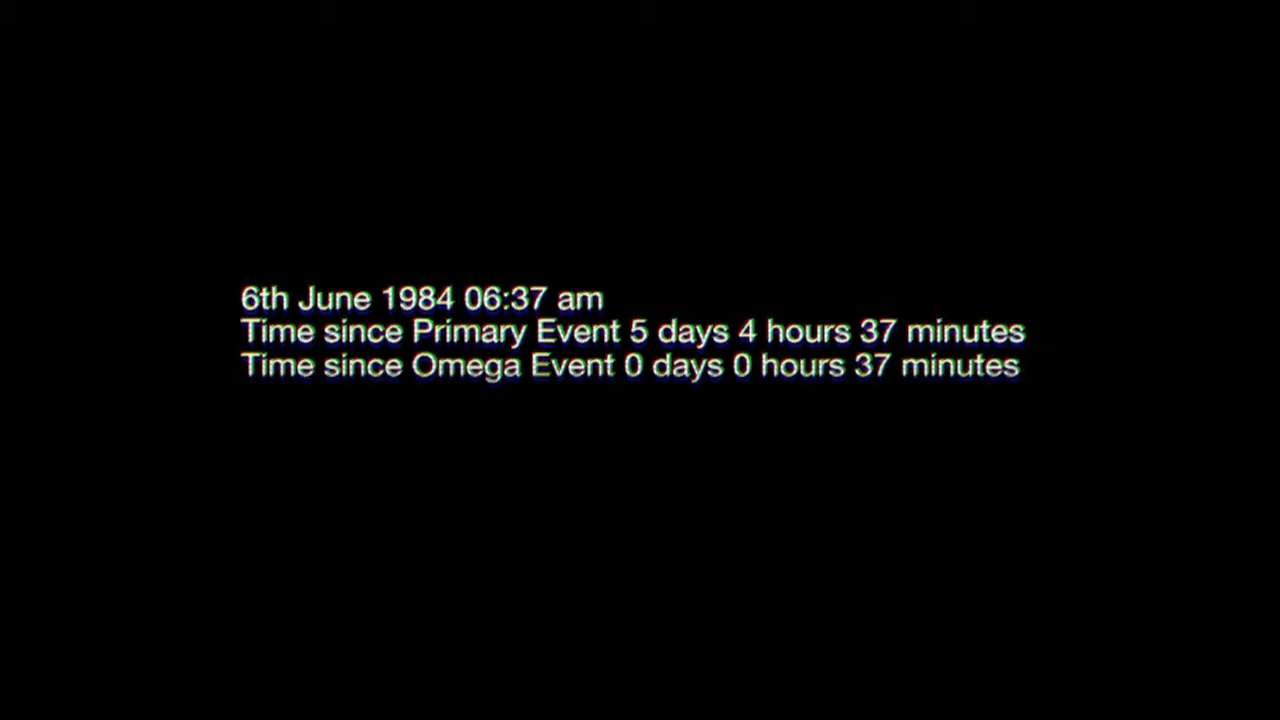 6th June 1984 06:37 am
Time since Primary Event 5 days 4 hours 37 minutes
Time since Omega Event 0 days 0 hours 37 minutes